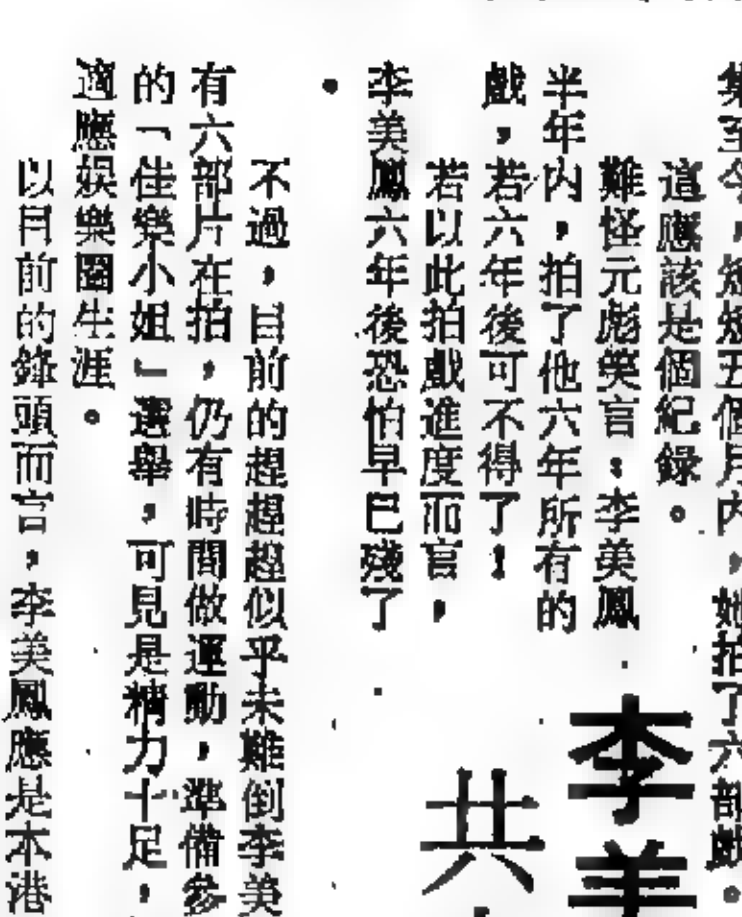 集至今，短短五個月內，她拍了六部戲。
這應該是個紀錄。
難怪元彪笑言：李美鳳
半年內，拍了他六年所有的
戲，若六年後可不得了！
若以此拍戲進度而言，
李美鳳六年後恐怕早已殘了
。
李美
共
不過，目前的趕趕趕似乎未難倒李美
有六部片在拍，仍有時間做運動，準備參
的「佳樂小姐」選舉，可見是精力十足，
適應娛樂圈生涯。
以目前的鋒頭而言，李美鳳應是本港